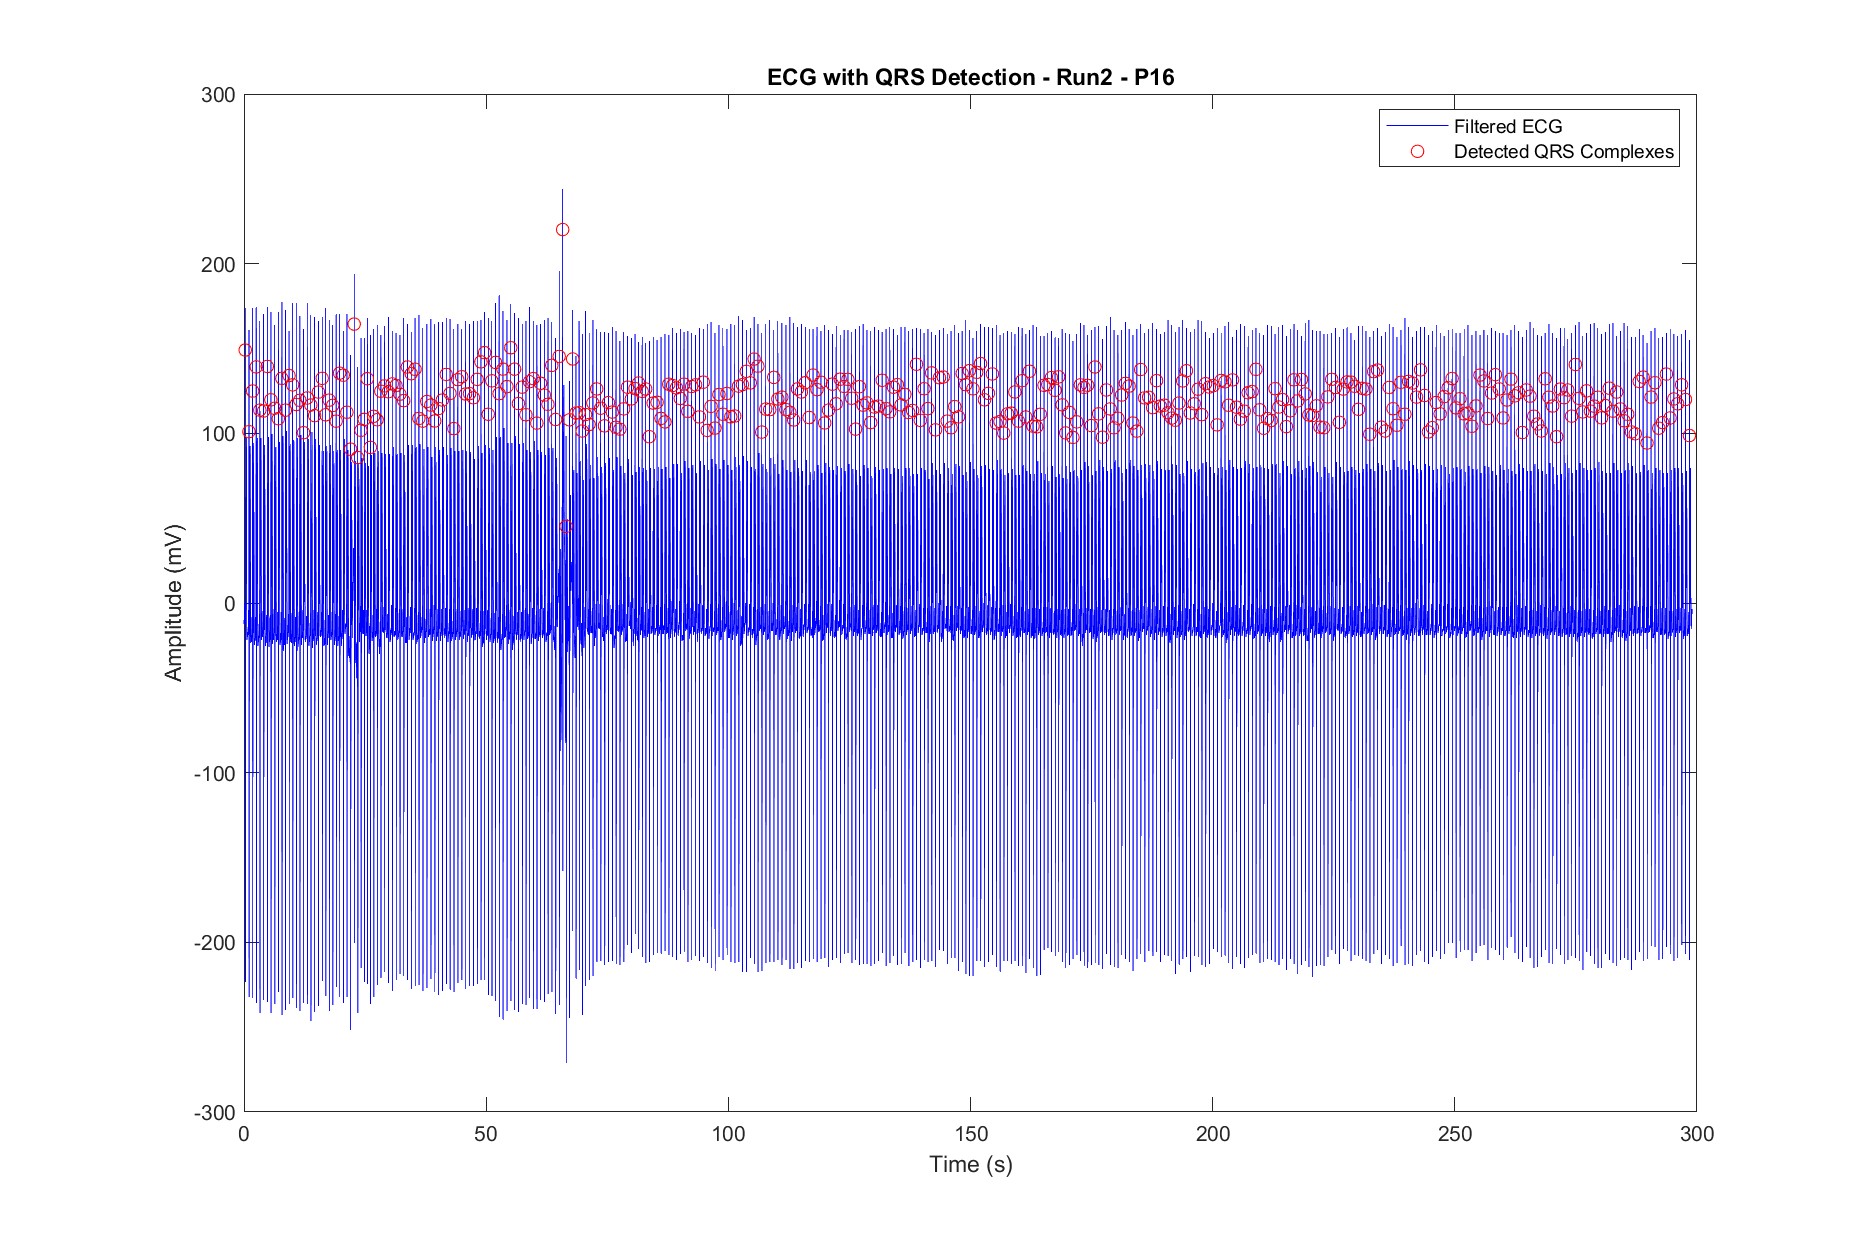 ECG with QRS Detection - Run2 - P16
300
Filtered ECG
Detected QRS Complexes
200
100
Amplitude (mV)
0
-100
-200
-300
0 50 100 150 200 250 300
Time (s)